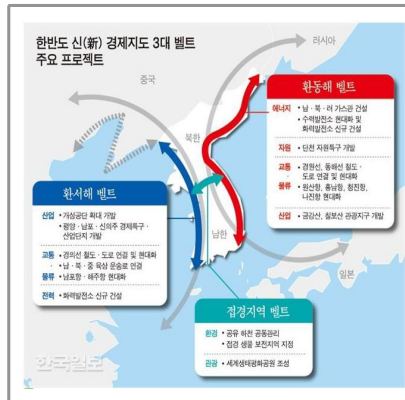 한반도 신(新) 경제지도 3대 벨트
주요 프로젝트
러시아
중국
북한
남한
일본
환동해 벨트
에너지 • 남·북·러 가스관 건설
• 수력발전소 현대화 및
화력발전소 신규 건설
자원 • 단천 자원특구 개발
교통 • 경원선, 동해선 철도·
· 도로 연결 및 현대화
물류 • 원산항, 흥남항, 청진항,
나진항 현대화
산업 • 금강산, 칠보산 관광지구 개발
환서해 벨트
산업 • 개성공단 확대 개발
• 평양·남포·신의주 경제특구·
산업단지 개발
교통 • 경의선 철도·도로 연결 및 현대화
· • 남·북·중 육상 운송로 연결
물류 • 남포항·해주항 현대화
전력 • 화력발전소 신규 건설
접경지역 벨트
환경 • 공유 하천 공동관리
• 접경 생물 보전지역 지정
관광 • 세계생태평화공원 조성
한국일보